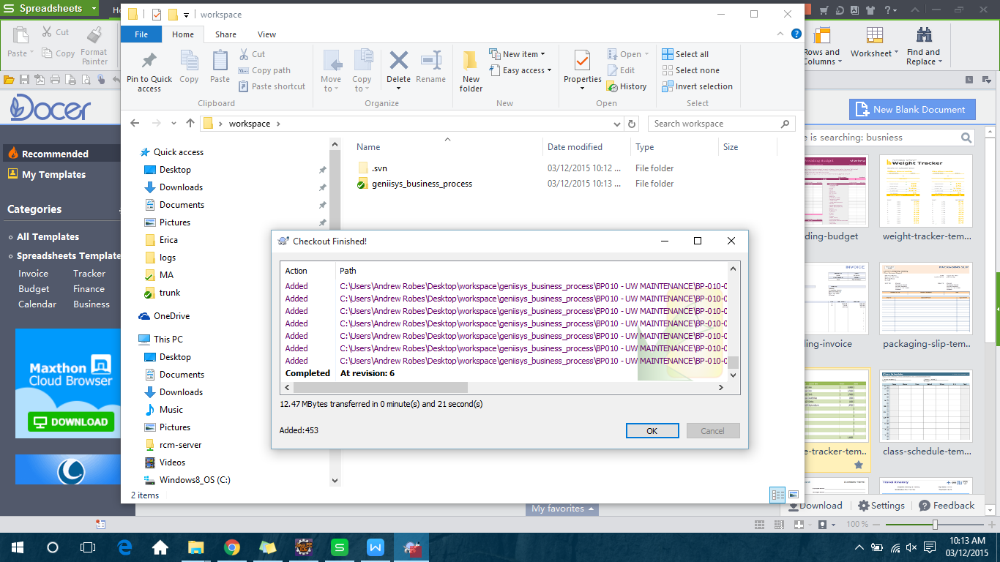 Spreadsheets
workspace
File Home Share View
Cut
Paste Copy Format
Painter
Pin to Quick
access
Copy
Paste
Cut
Copy path
Paste shortcut
Clipboard
Move
to
Copy
to
Delete
Rename
Organize
New
folder
New item
Easy access
New
Properties
Open
Edit
History
Open
Select all
Select none
Invert selection
Select
Rows and
Columns
Worksheet
Find and
Replace
Docer
Recommended
My Templates
Categories
All Templates
Spreadsheets Template
Invoice Tracker
Budget Finance
Calendar Business
Maxthon
Cloud Browser
DOWNLOAD
workspace
Search workspace
Quick access
Desktop
Downloads
Documents
Pictures
Erica
logs
MA
trunk
OneDrive
This PC
Desktop
Documents
Downloads
Music
Pictures
rcm-server
Videos
Windows8_OS (C:)
2 items
Name Date modified Type Size
.svn 03/12/2015 10:12 ... File folder
geniisys_business_process 03/12/2015 10:13 ... File folder
Checkout Finished!
Action Path
Added C:\Users\Andrew Robes\Desktop\workspace\geniisys_business_process\BP010 - UW MAINTENANCE\BP-010-0
Added C:\Users\Andrew Robes\Desktop\workspace\geniisys_business_process\BP010 - UW MAINTENANCE\BP-010-0
Added C:\Users\Andrew Robes\Desktop\workspace\geniisys_business_process\BP010 - UW MAINTENANCE\BP-010-0
Added C:\Users\Andrew Robes\Desktop\workspace\geniisys_business_process\BP010 - UW MAINTENANCE\BP-010-0
Added C:\Users\Andrew Robes\Desktop\workspace\geniisys_business_process\BP010 - UW MAINTENANCE\BP-010-0
Added C:\Users\Andrew Robes\Desktop\workspace\geniisys_business_process\BP010 - UW MAINTENANCE\BP-010-0
Added C:\Users\Andrew Robes\Desktop\workspace\geniisys_business_process\BP010 - UW MAINTENANCE\BP-010-0
Completed At revision: 6
12.47 MBytes transferred in 0 minute(s) and 21 second(s)
Added:453
OK Cancel
New Blank Document
e is searching: busniess
Weight Tracker
ding-budget weight-tracker-tem...
INVOICE
PACKAGING SLIP
ling-invoice packaging-slip-tem..
e-tracker-tem.. class-schedule-tem...
Travel Itinerary
My favorites
Download Settings Feedback
100 %
10:13 AM
03/12/2015